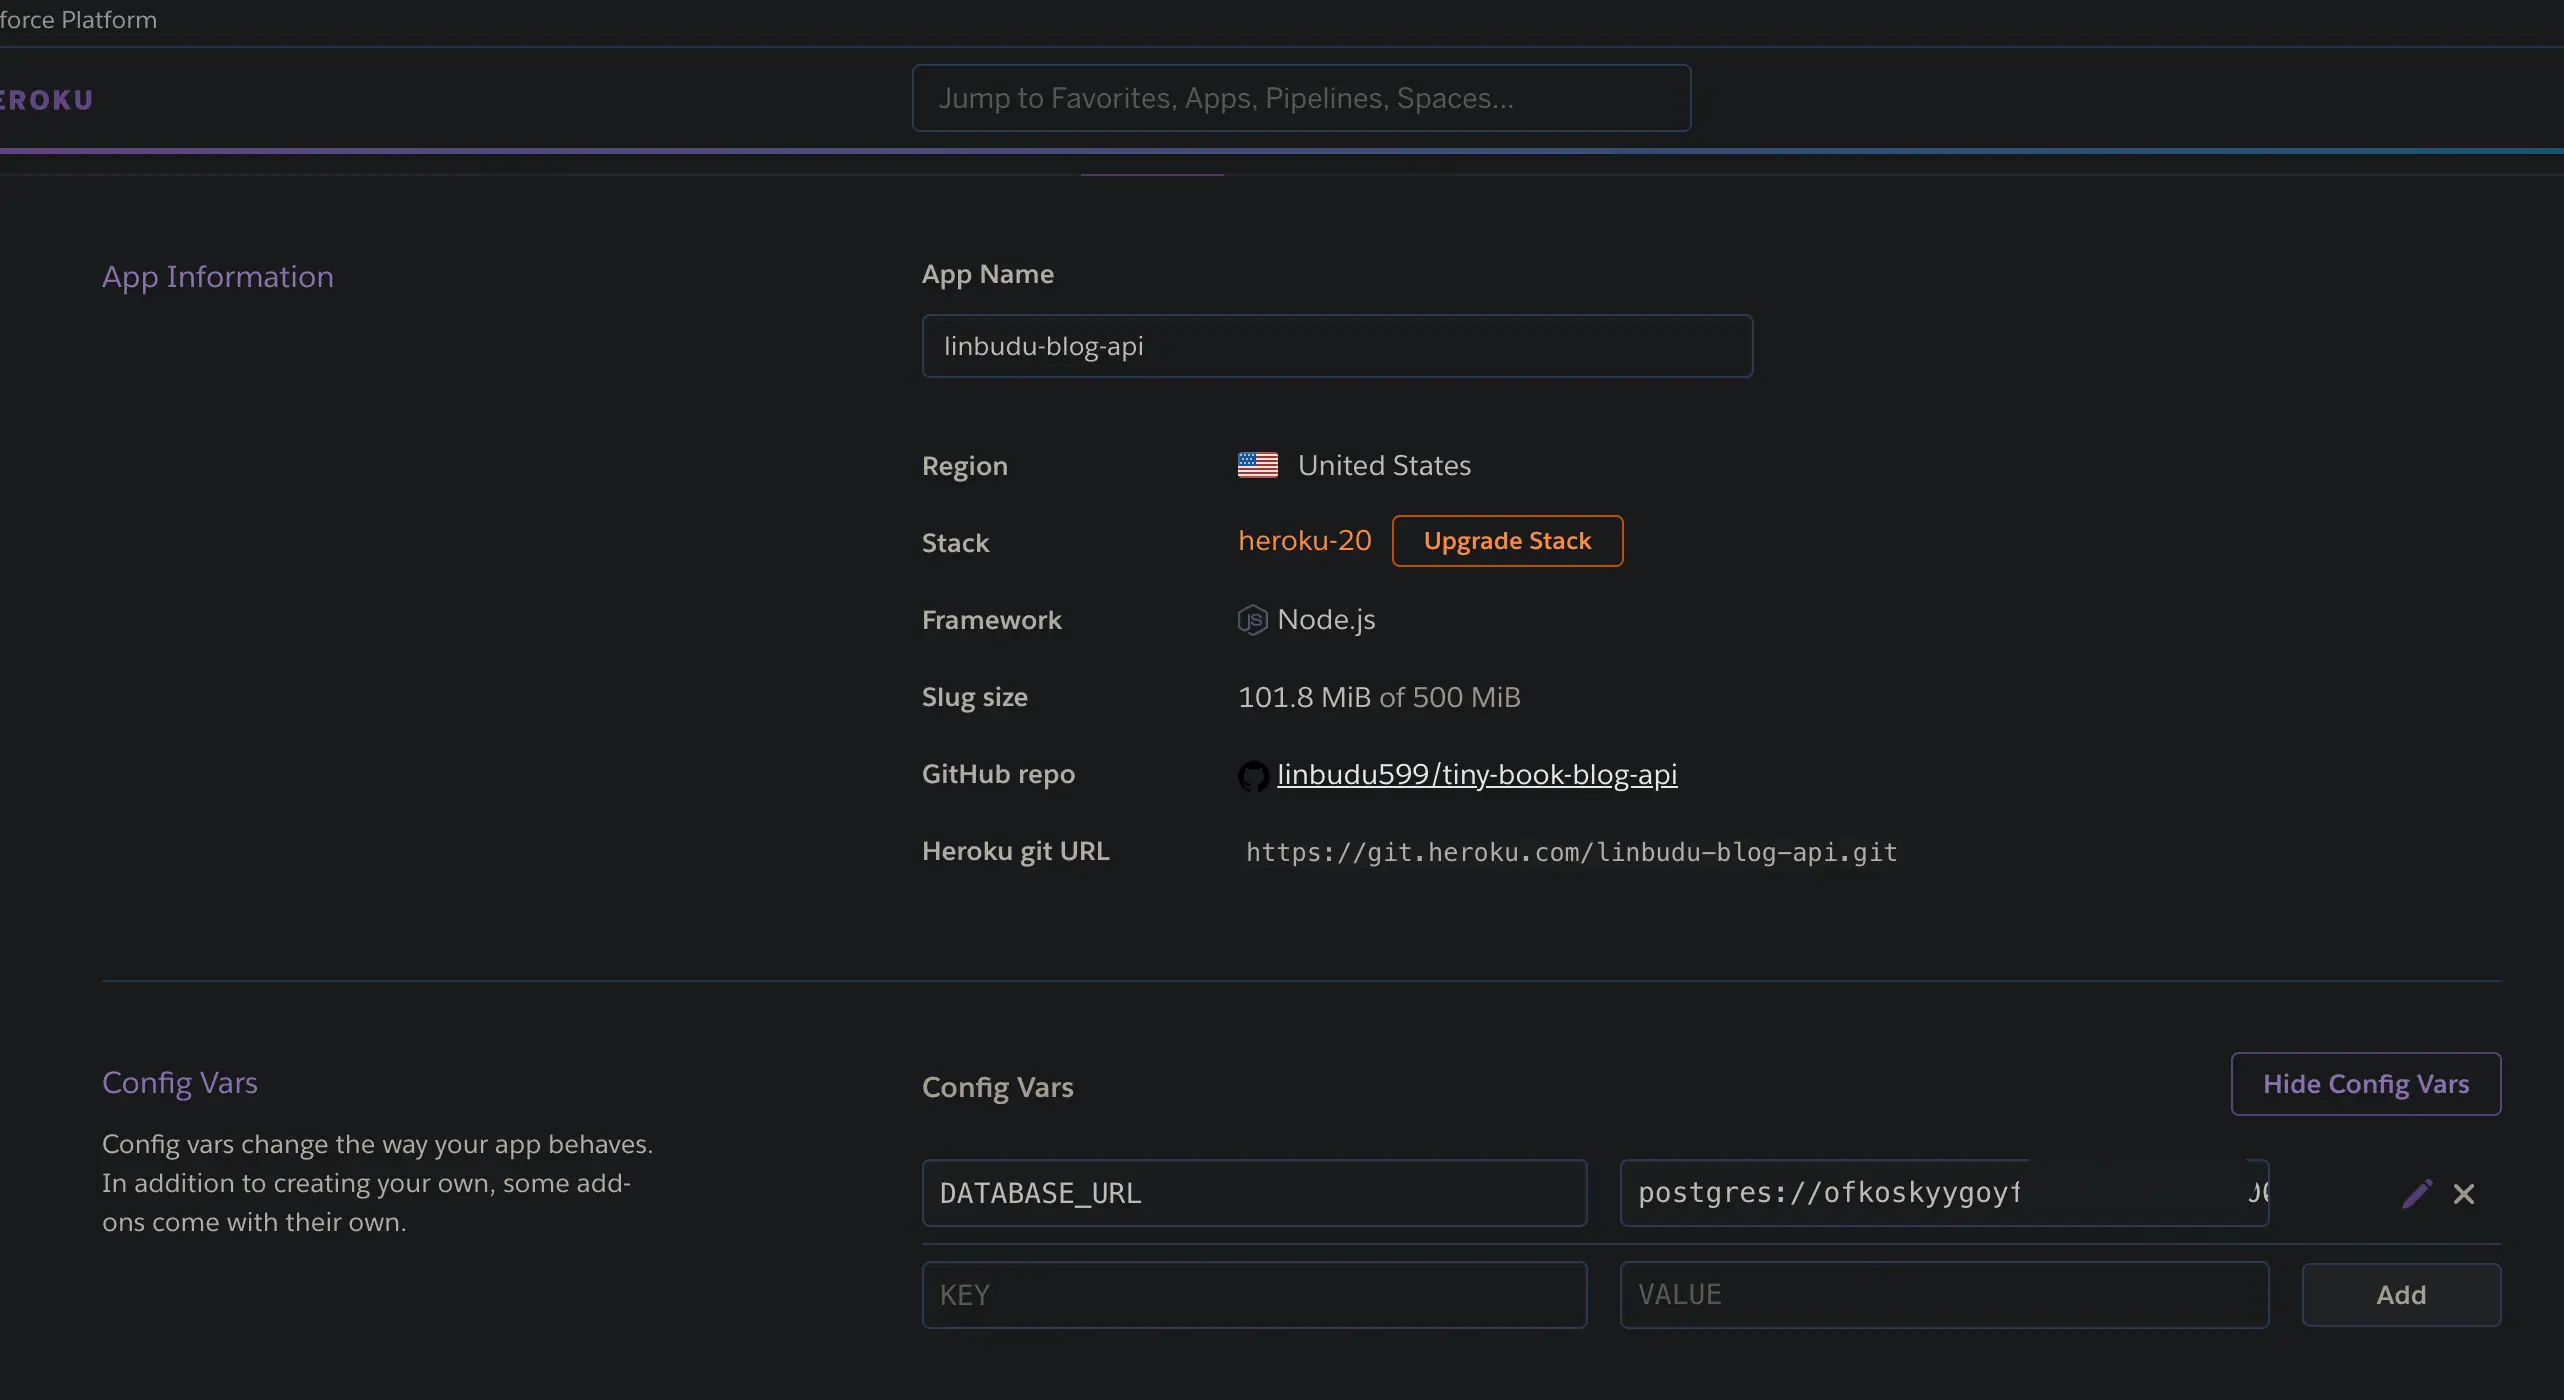 force Platform
EROKU
Jump to Favorites, Apps, Pipelines, Spaces...
App Information
App Name
linbudu-blog-api
Region United States
Stack heroku-20 Upgrade Stack
Framework Node.js
Slug size 101.8 MiB of 500 MiB
GitHub repo linbudu599/tiny-book-blog-api
Heroku git URL https://git.heroku.com/linbudu-blog-api.git
Config Vars
Config vars change the way your app behaves.
In addition to creating your own, some add-
ons come with their own.
Config Vars
Hide Config Vars
DATABASE_URL postgres://ofkoskyygoyf
KEY VALUE Add